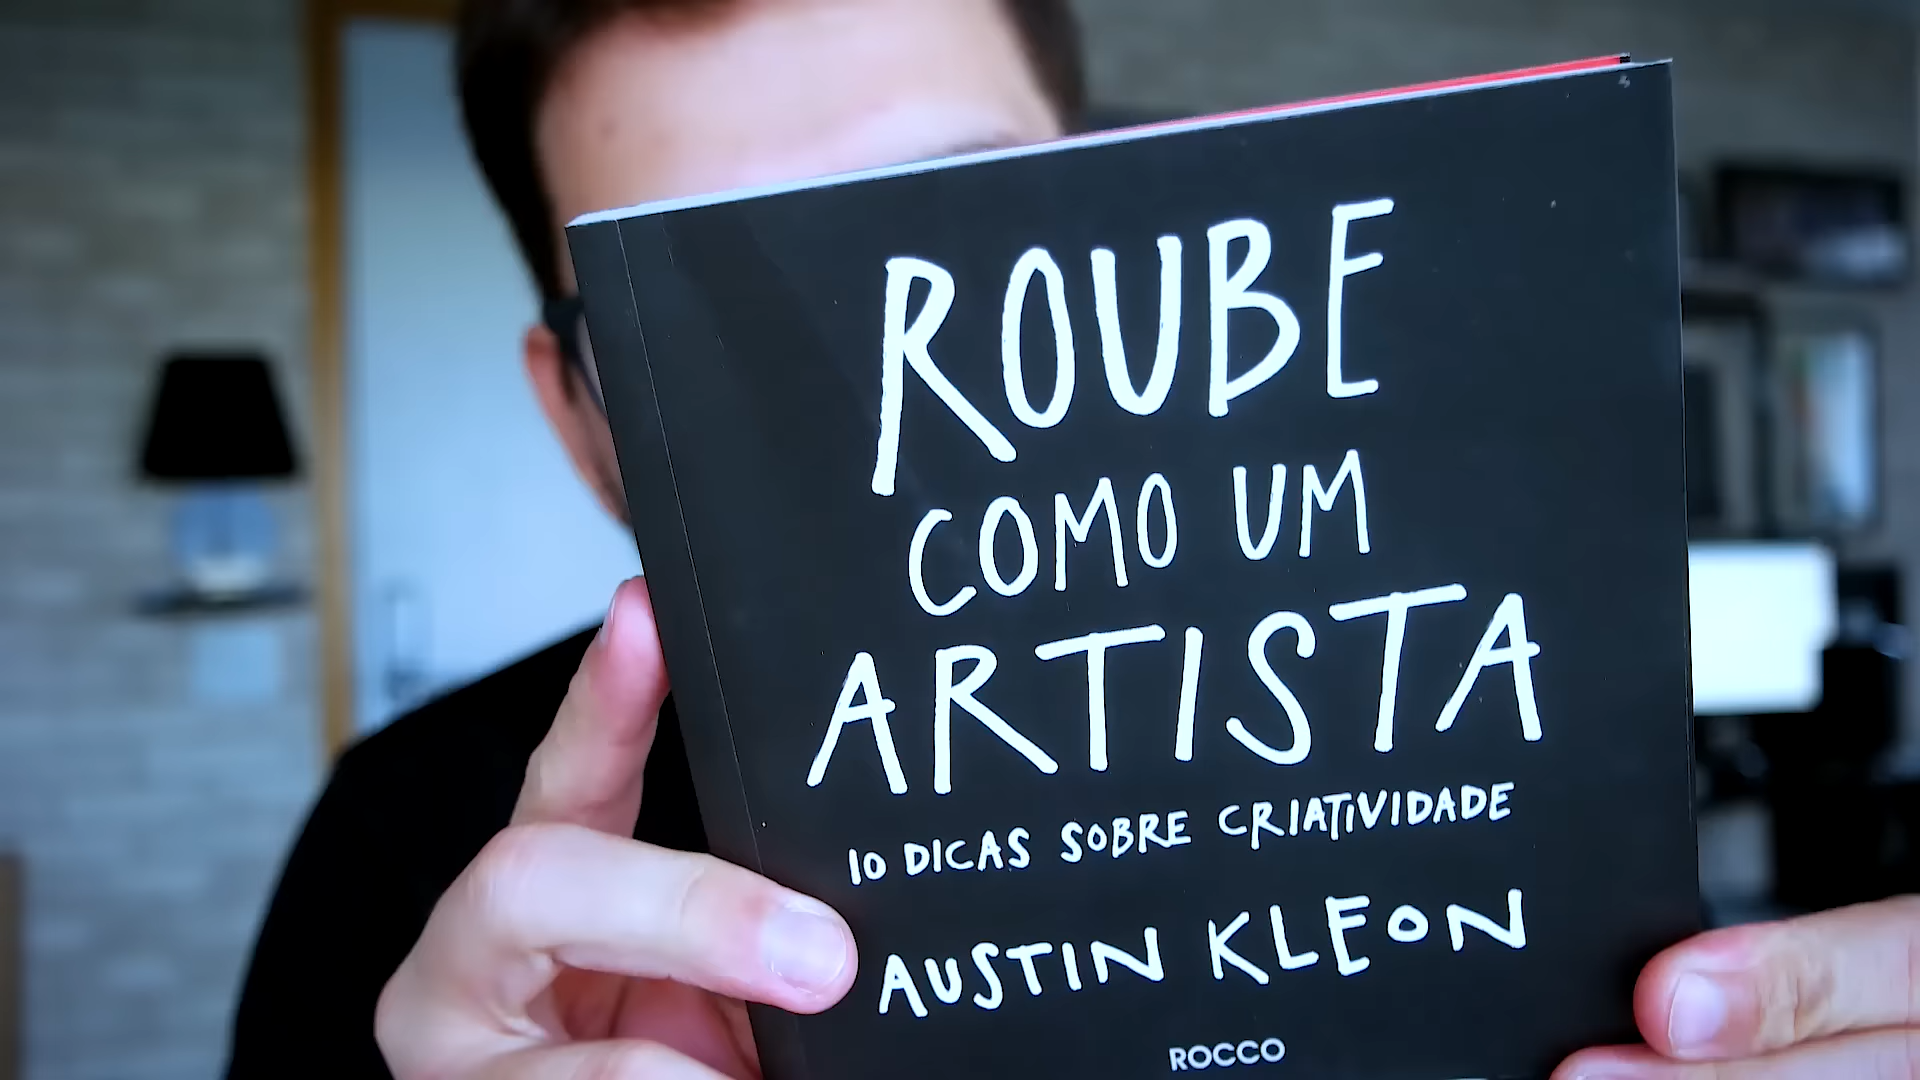 ROUBE
COMO UM
ARTISTA
10 DICAS SOBRE CRIATIVIDADE
AUSTIN KLEON
ROCCO